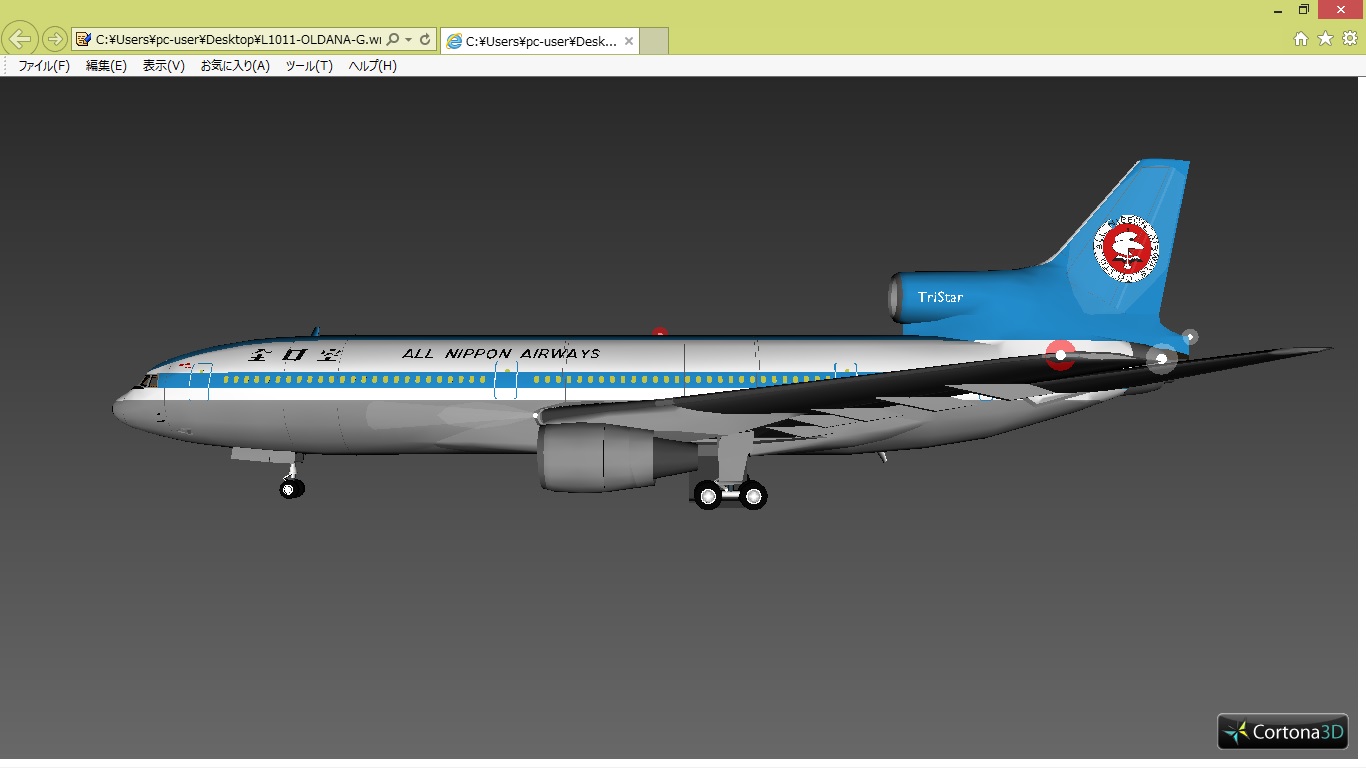 C:¥Users¥pc-user¥Desktop¥L1011-OLDANA-G.wr
C:¥Users¥pc-user¥Desk...
ファイル(F) 編集(E) 表示(V) お気に入り(A) ツール(T) ヘルプ(H)
TriStar
全日空 ALL NIPPON AIRWAYS
Cortona3D